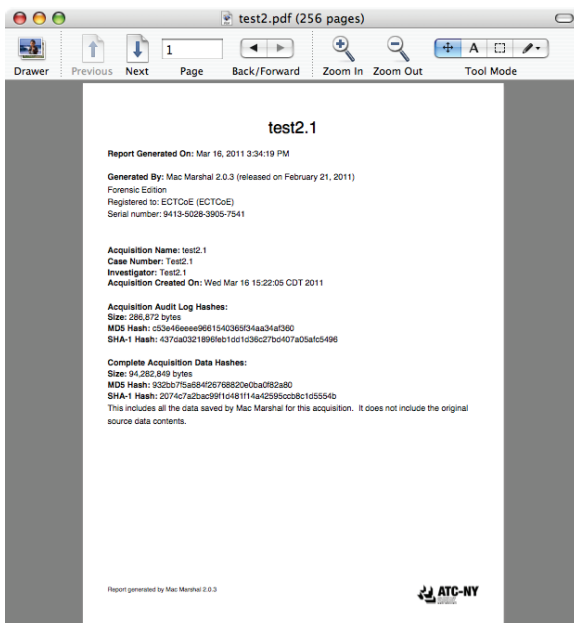 test2.pdf (256 pages)
1
Drawer Previous Next Page Back/Forward Zoom In Zoom Out Tool Mode
A
test2.1
Report Generated On: Mar 16, 2011 3:34:19 PM
Generated By: Mac Marshal 2.0.3 (released on February 21, 2011)
Forensic Edition
Registered to: ECTCoE (ECTCoE)
Serial number: 9413-5028-3905-7541
Acquisition Name: test2.1
Case Number: Test2.1
Investigator: Test2.1
Acquisition Created On: Wed Mar 16 15:22:05 CDT 2011
Acquisition Audit Log Hashes:
Size: 286,872 bytes
MD5 Hash: c53e46eeee9661540365f34aa34af360
SHA-1 Hash: 437da0321896feb1dd1d36c27bd407a05afc5496
Complete Acquisition Data Hashes:
Size: 94,282,849 bytes
MD5 Hash: 932bb7f5a684f26768820e0ba0f82a80
SHA-1 Hash: 2074c7a2bac99f1d481f14a42595ccb8c1d5554b
This includes all the data saved by Mac Marshal for this acquisition. It does not include the original
source data contents.
Report generated by Mac Marshal 2.0.3
ATC-NY